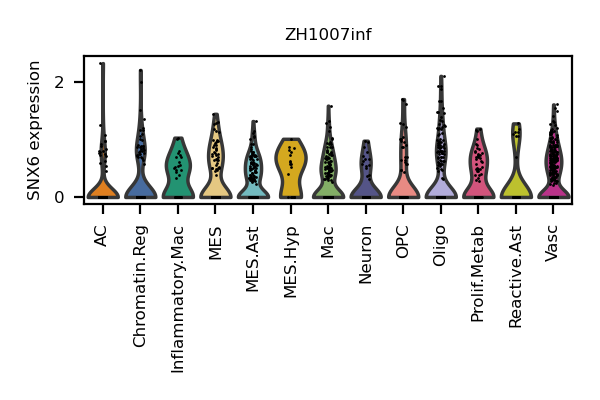 ZH1007inf
SNX6 expression
2
0
AC
Chromatin.Reg
Inflammatory.Mac
MES
MES.Ast
MES.Hyp
Mac
Neuron
OPC
Oligo
Prolif.Metab
Reactive.Ast
Vasc